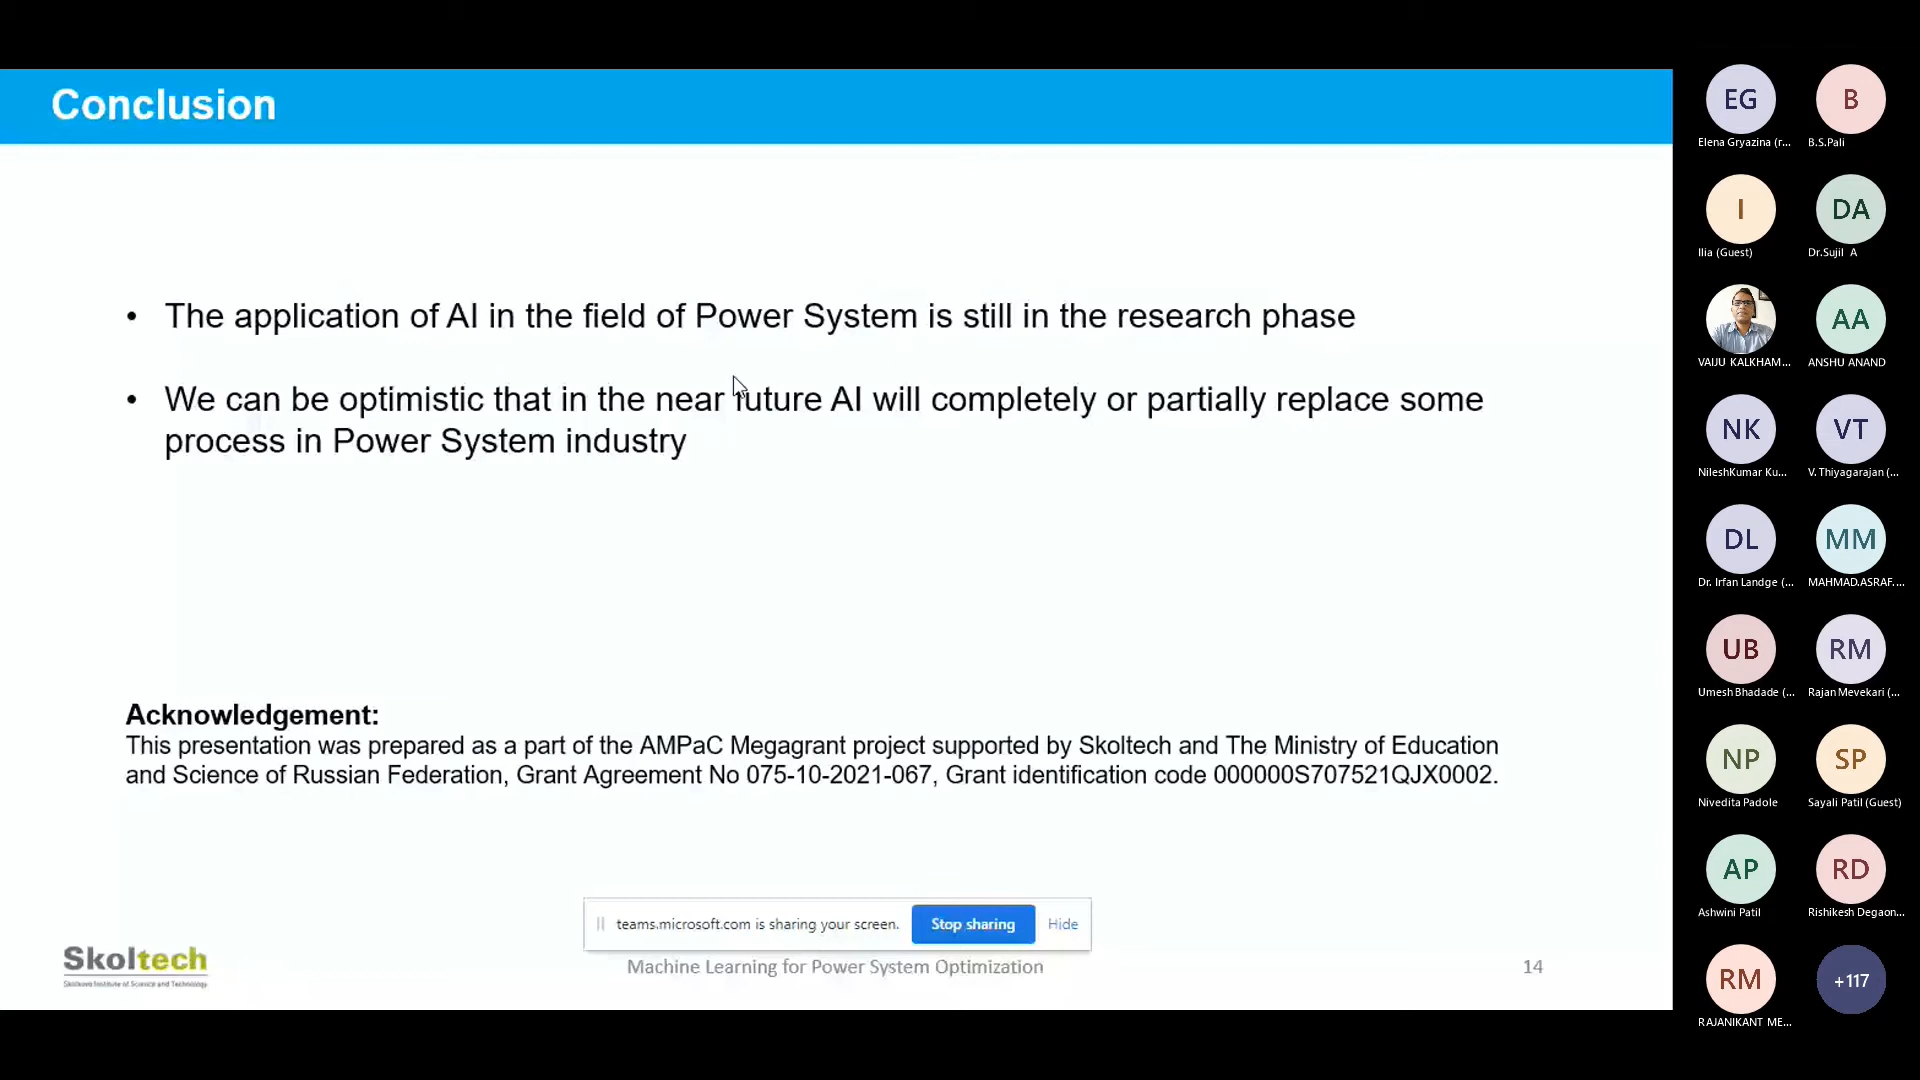 Conclusion
• The application of AI in the field of Power System is still in the research phase
• We can be optimistic that in the near future AI will completely or partially replace some
process in Power System industry
Acknowledgement:
This presentation was prepared as a part of the AMPaC Megagrant project supported by Skoltech and The Ministry of Education
and Science of Russian Federation, Grant Agreement No 075-10-2021-067, Grant identification code 000000S707521QJX0002.
teams.microsoft.com is sharing your screen. Stop sharing Hide
Skoltech
Skolkovo Institute of Science and Technology
Machine Learning for Power System Optimization
14
EG B
Elena Gryazina (r... B.S.Pali
I DA
Ilia (Guest) Dr.Sujil A
AA
VAIJU KALKHAM... ANSHU ANAND
NK VT
NileshKumar Ku... V. Thiyagarajan (...
DL MM
Dr. Irfan Landge (... MAHMAD.ASRAF....
UB RM
Umesh Bhadade (... Rajan Mevekari (...
NP SP
Nivedita Padole Sayali Patil (Guest)
AP RD
Ashwini Patil Rishikesh Degaon...
RM +117
RAJANIKANT ME...